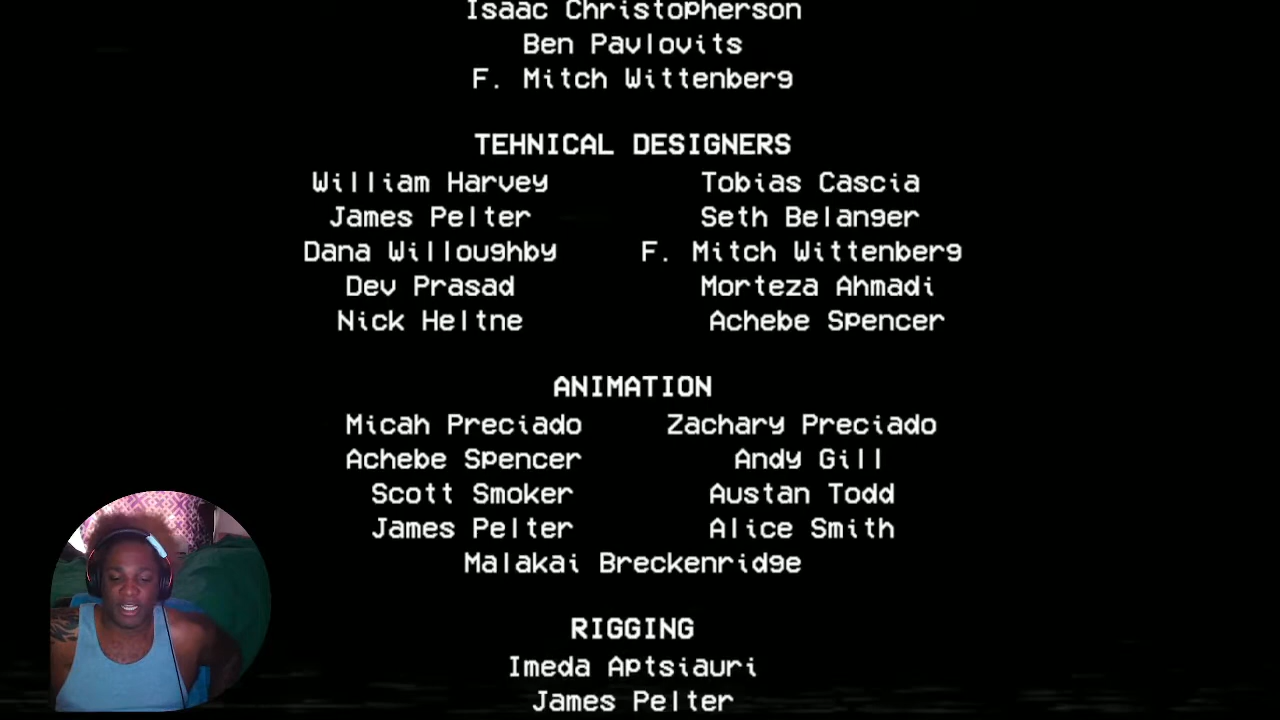 Isaac Christopherson
Ben Pavlovits
F. Mitch Wittenberg
TEHNICAL DESIGNERS
William Harvey Tobias Cascia
James Pelter Seth Belanger
Dana Willoughby F. Mitch Wittenberg
Dev Prasad Morteza Ahmadi
Nick Heltne Achebe Spencer
ANIMATION
Micah Preciado Zachary Preciado
Achebe Spencer Andy Gill
Scott Smoker Austan Todd
James Pelter Alice Smith
Malakai Breckenridge
RIGGING
Imeda Aptsiauri
James Pelter